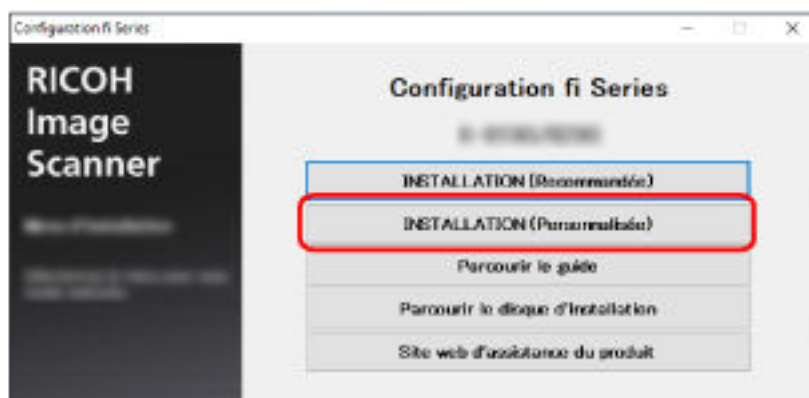 Configuration fi Series
RICOH
Image
Scanner
Configuration fi Series
INSTALLATION (Recommandée)
INSTALLATION (Personnalisée)
Parcourir le guide
Parcourir le disque d'installation
Site web d'assistance du produit